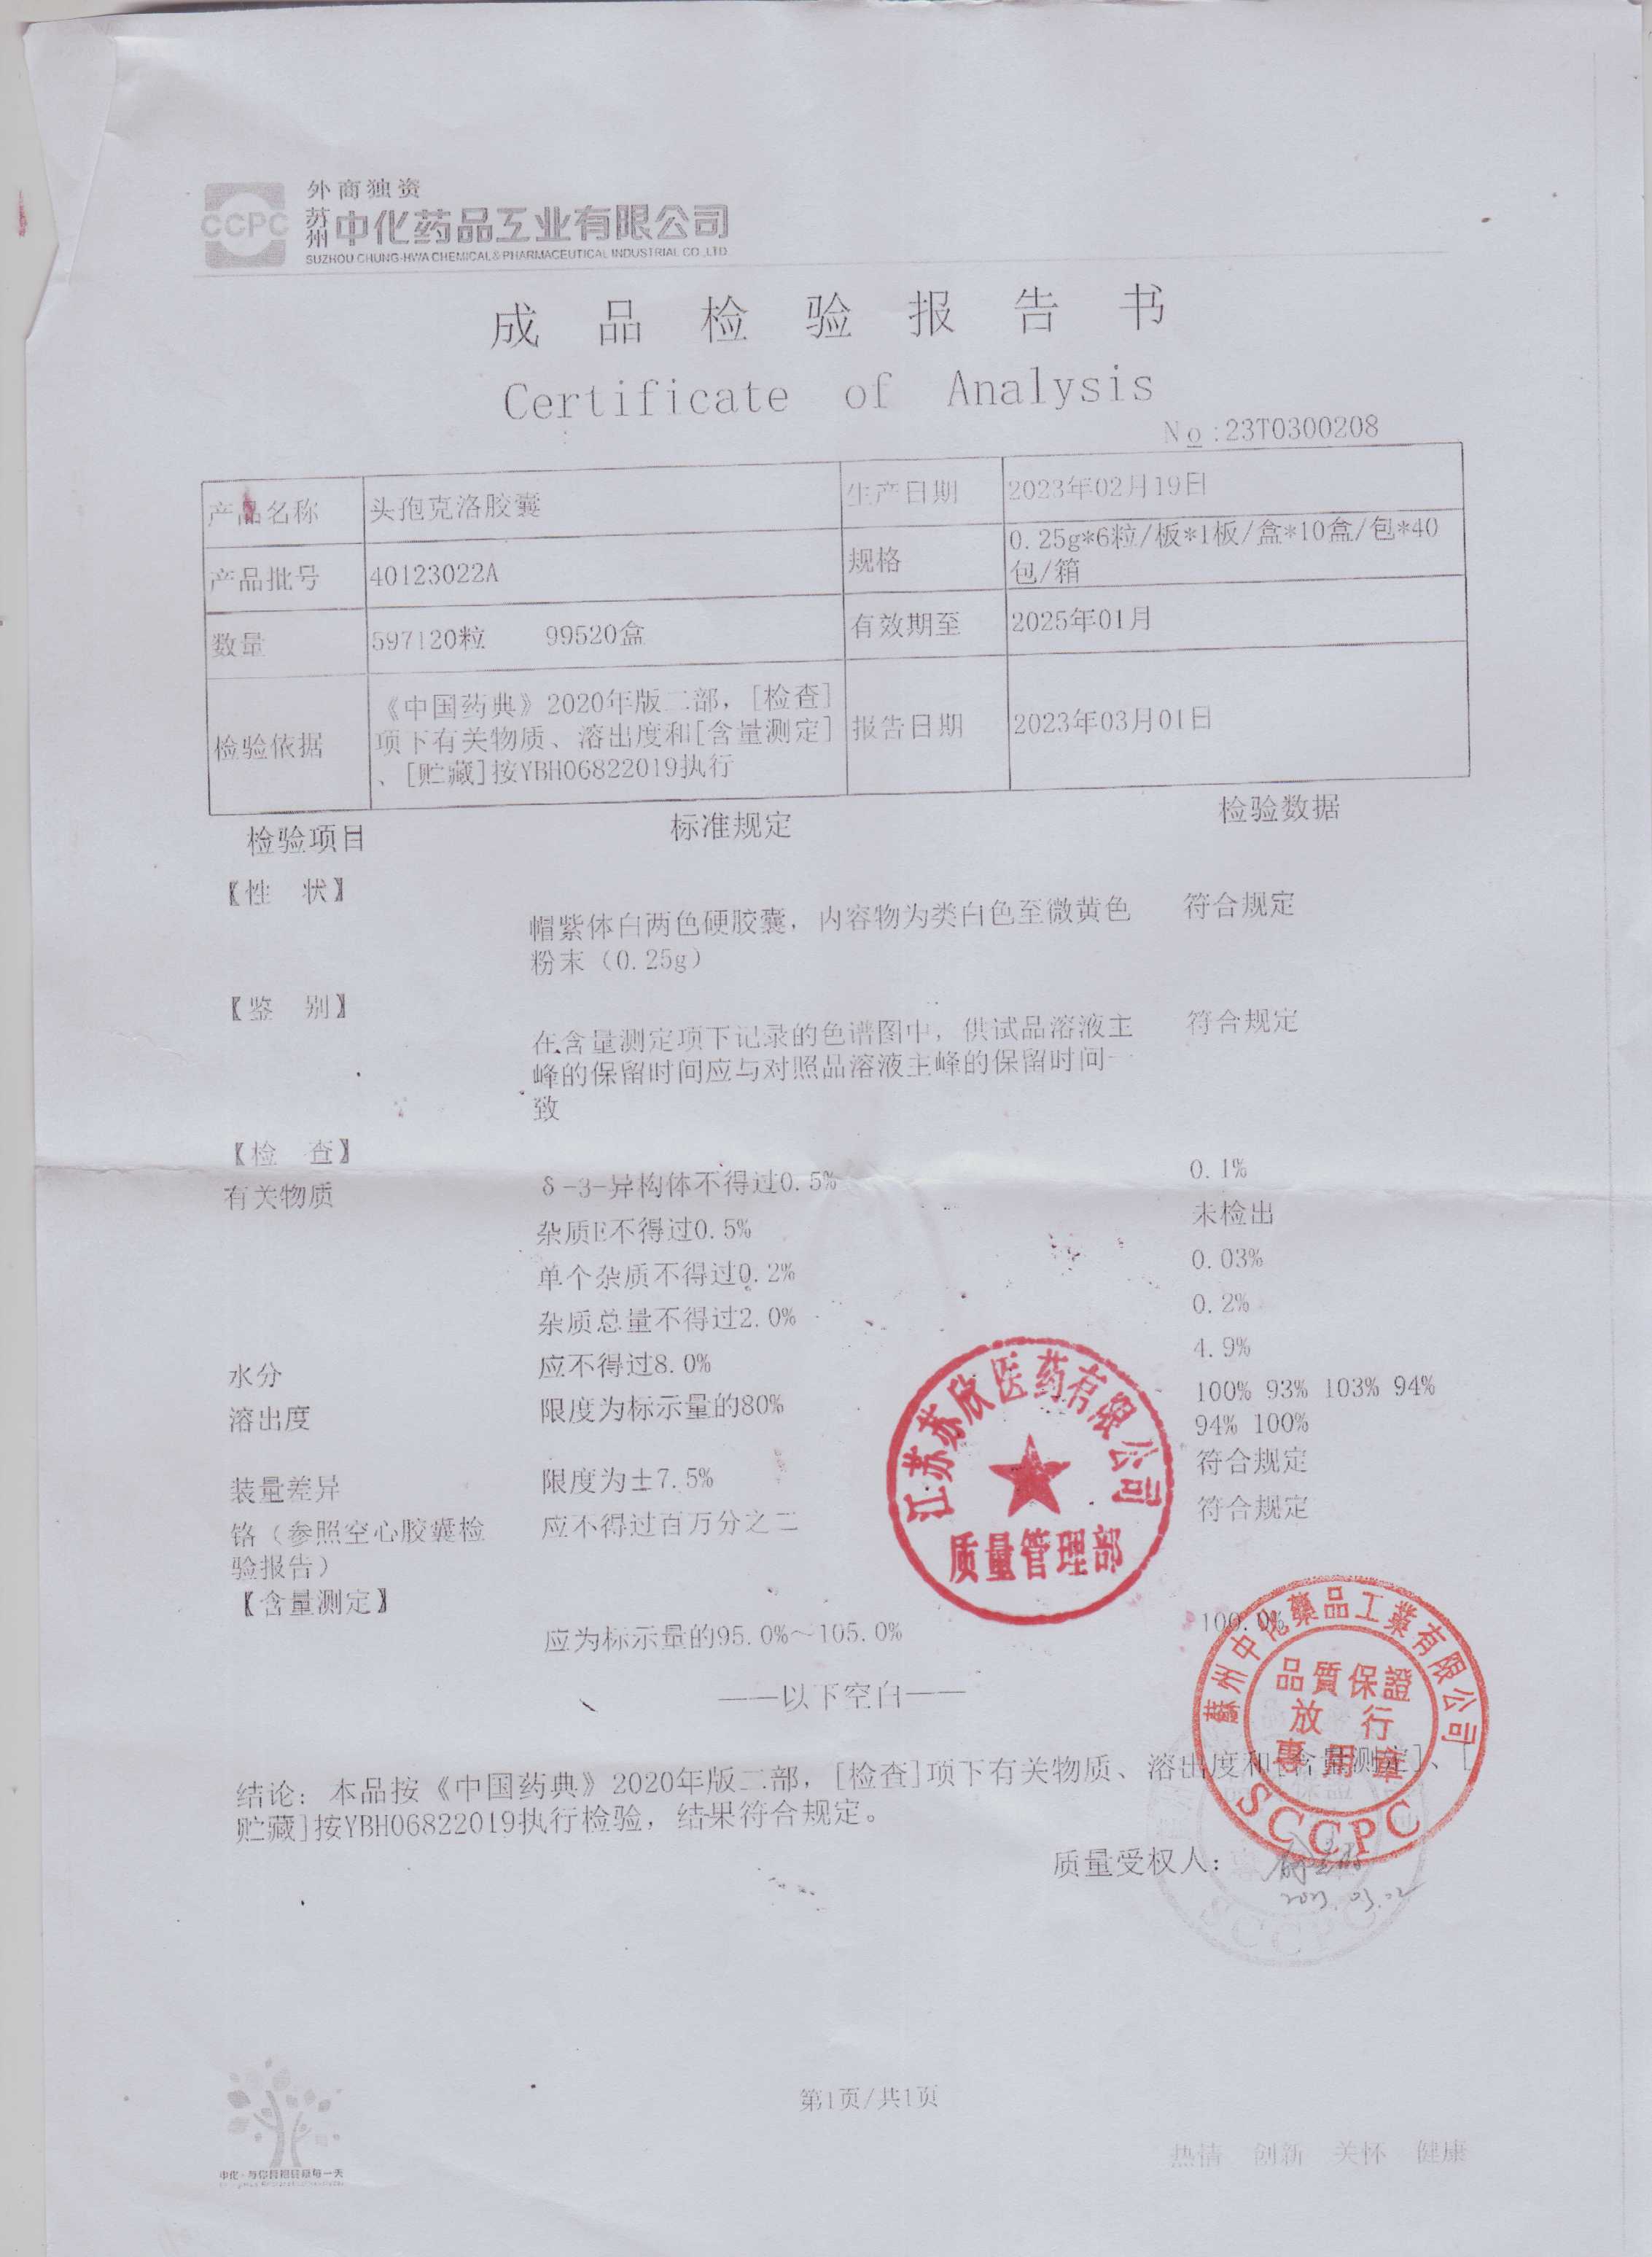 外商独资
CCPC
苏州中化药品工业有限公司
SUZHOU CHUNG-HWA CHEMICAL & PHARMACEUTICAL INDUSTRIAL CO.,LTD
成品检验报告书
Certificate of Analysis
No:23T0300208
产品名称 头孢克洛胶囊 生产日期 2023年02月19日
产品批号 40123022A 规格 0.25g*6粒/板*1板/盒*10盒/包*40
包/箱
数量 597120粒 99520盒 有效期至 2025年01月
检验依据 《中国药典》2020年版二部，[检查]
项下有关物质、溶出度和[含量测定]
、[贮藏]按YBH06822019执行
报告日期 2023年03月01日
检验项目 标准规定 检验数据
【性 状】
帽紫体白两色硬胶囊，内容物为类白色至微黄色 符合规定
粉末（0.25g）
【鉴 别】
在含量测定项下记录的色谱图中，供试品溶液主 符合规定
峰的保留时间应与对照品溶液主峰的保留时间一
致
【检 查】
有关物质 δ-3-异构体不得过0.5% 0.1%
杂质E不得过0.5% 未检出
单个杂质不得过0.2% 0.03%
杂质总量不得过2.0% 0.2%
水分 应不得过8.0% 4.9%
溶出度 限度为标示量的80% 100% 93% 103% 94%
94% 100%
装量差异 限度为±7.5% 符合规定
铬（参照空心胶囊检 应不得过百万分之二 符合规定
验报告）
【含量测定】
应为标示量的95.0%～105.0% 100.0%
——以下空白——
江苏苏欣医药有限公司
质量管理部
蘇州中化藥品工業有限公司
品質保證
放行
專用章
SCCPC
结论：本品按《中国药典》2020年版二部，[检查]项下有关物质、溶出度和[含量测定]、[
贮藏]按YBH06822019执行检验，结果符合规定。
质量受权人：
SCCPC
第1页/共1页
中化·与你
热情 创新 关怀 健康